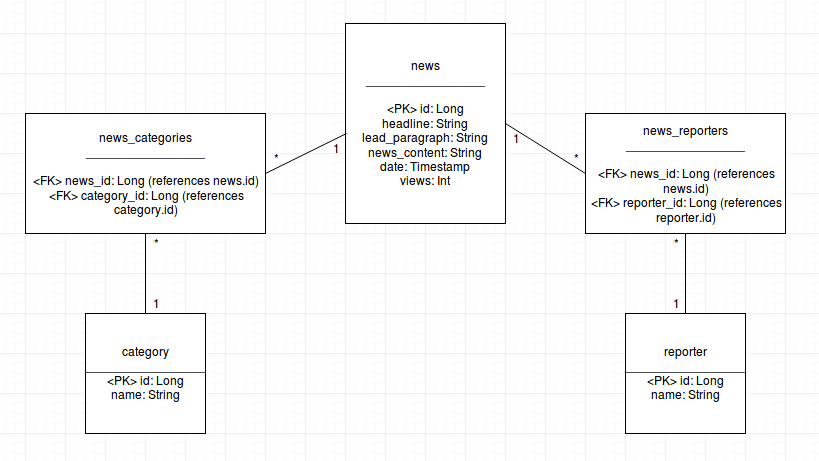 news
<PK> id: Long
headline: String
lead_paragraph: String
news_content: String
date: Timestamp
views: Int
news_categories
<FK> news_id: Long (references news.id)
<FK> category_id: Long (references
category.id)
news_reporters
<FK> news_id: Long (references
news.id)
<FK> reporter_id: Long (references
reporter.id)
*
1
1
*
*
1
*
1
category
<PK> id: Long
name: String
reporter
<PK> id: Long
name: String